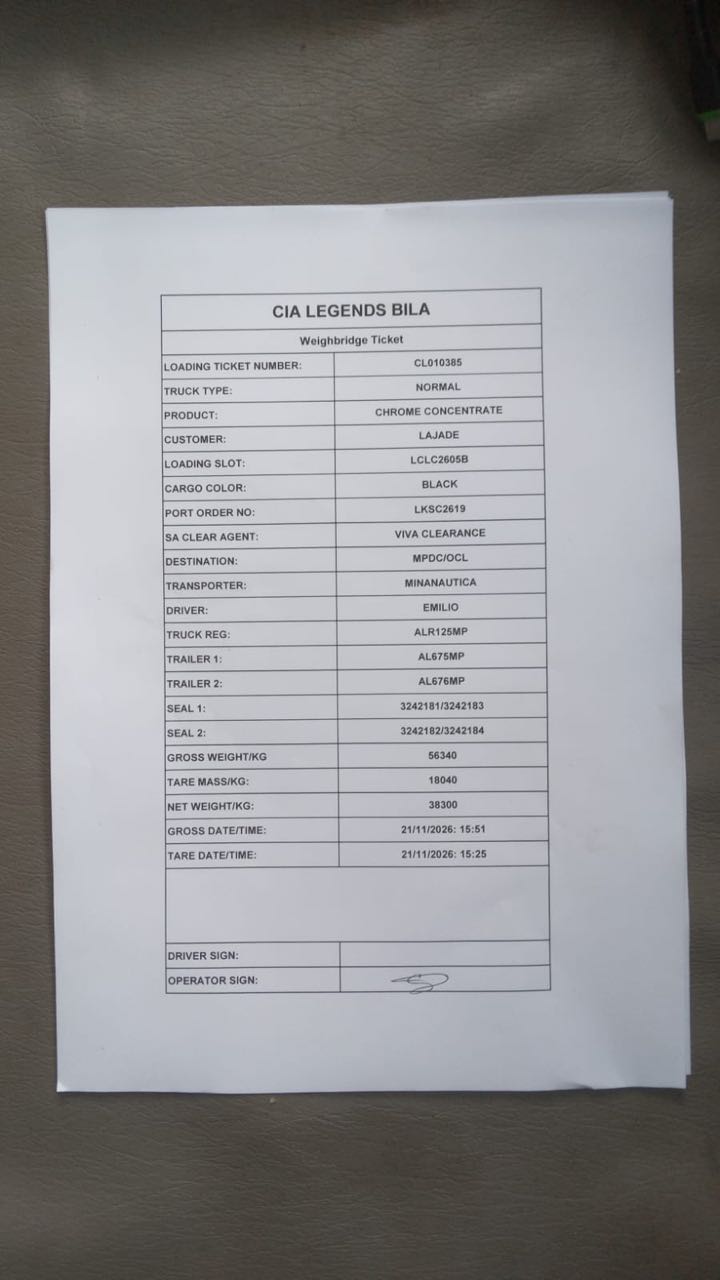 CIA LEGENDS BILA
Weighbridge Ticket
LOADING TICKET NUMBER: CL010385
TRUCK TYPE: NORMAL
PRODUCT: CHROME CONCENTRATE
CUSTOMER: LAJADE
LOADING SLOT: LCLC2605B
CARGO COLOR: BLACK
PORT ORDER NO: LKSC2619
SA CLEAR AGENT: VIVA CLEARANCE
DESTINATION: MPDC/OCL
TRANSPORTER: MINANAUTICA
DRIVER: EMILIO
TRUCK REG: ALR125MP
TRAILER 1: AL675MP
TRAILER 2: AL676MP
SEAL 1: 3242181/3242183
SEAL 2: 3242182/3242184
GROSS WEIGHT/KG 56340
TARE MASS/KG: 18040
NET WEIGHT/KG: 38300
GROSS DATE/TIME: 21/11/2026: 15:51
TARE DATE/TIME: 21/11/2026: 15:25
DRIVER SIGN:
OPERATOR SIGN: